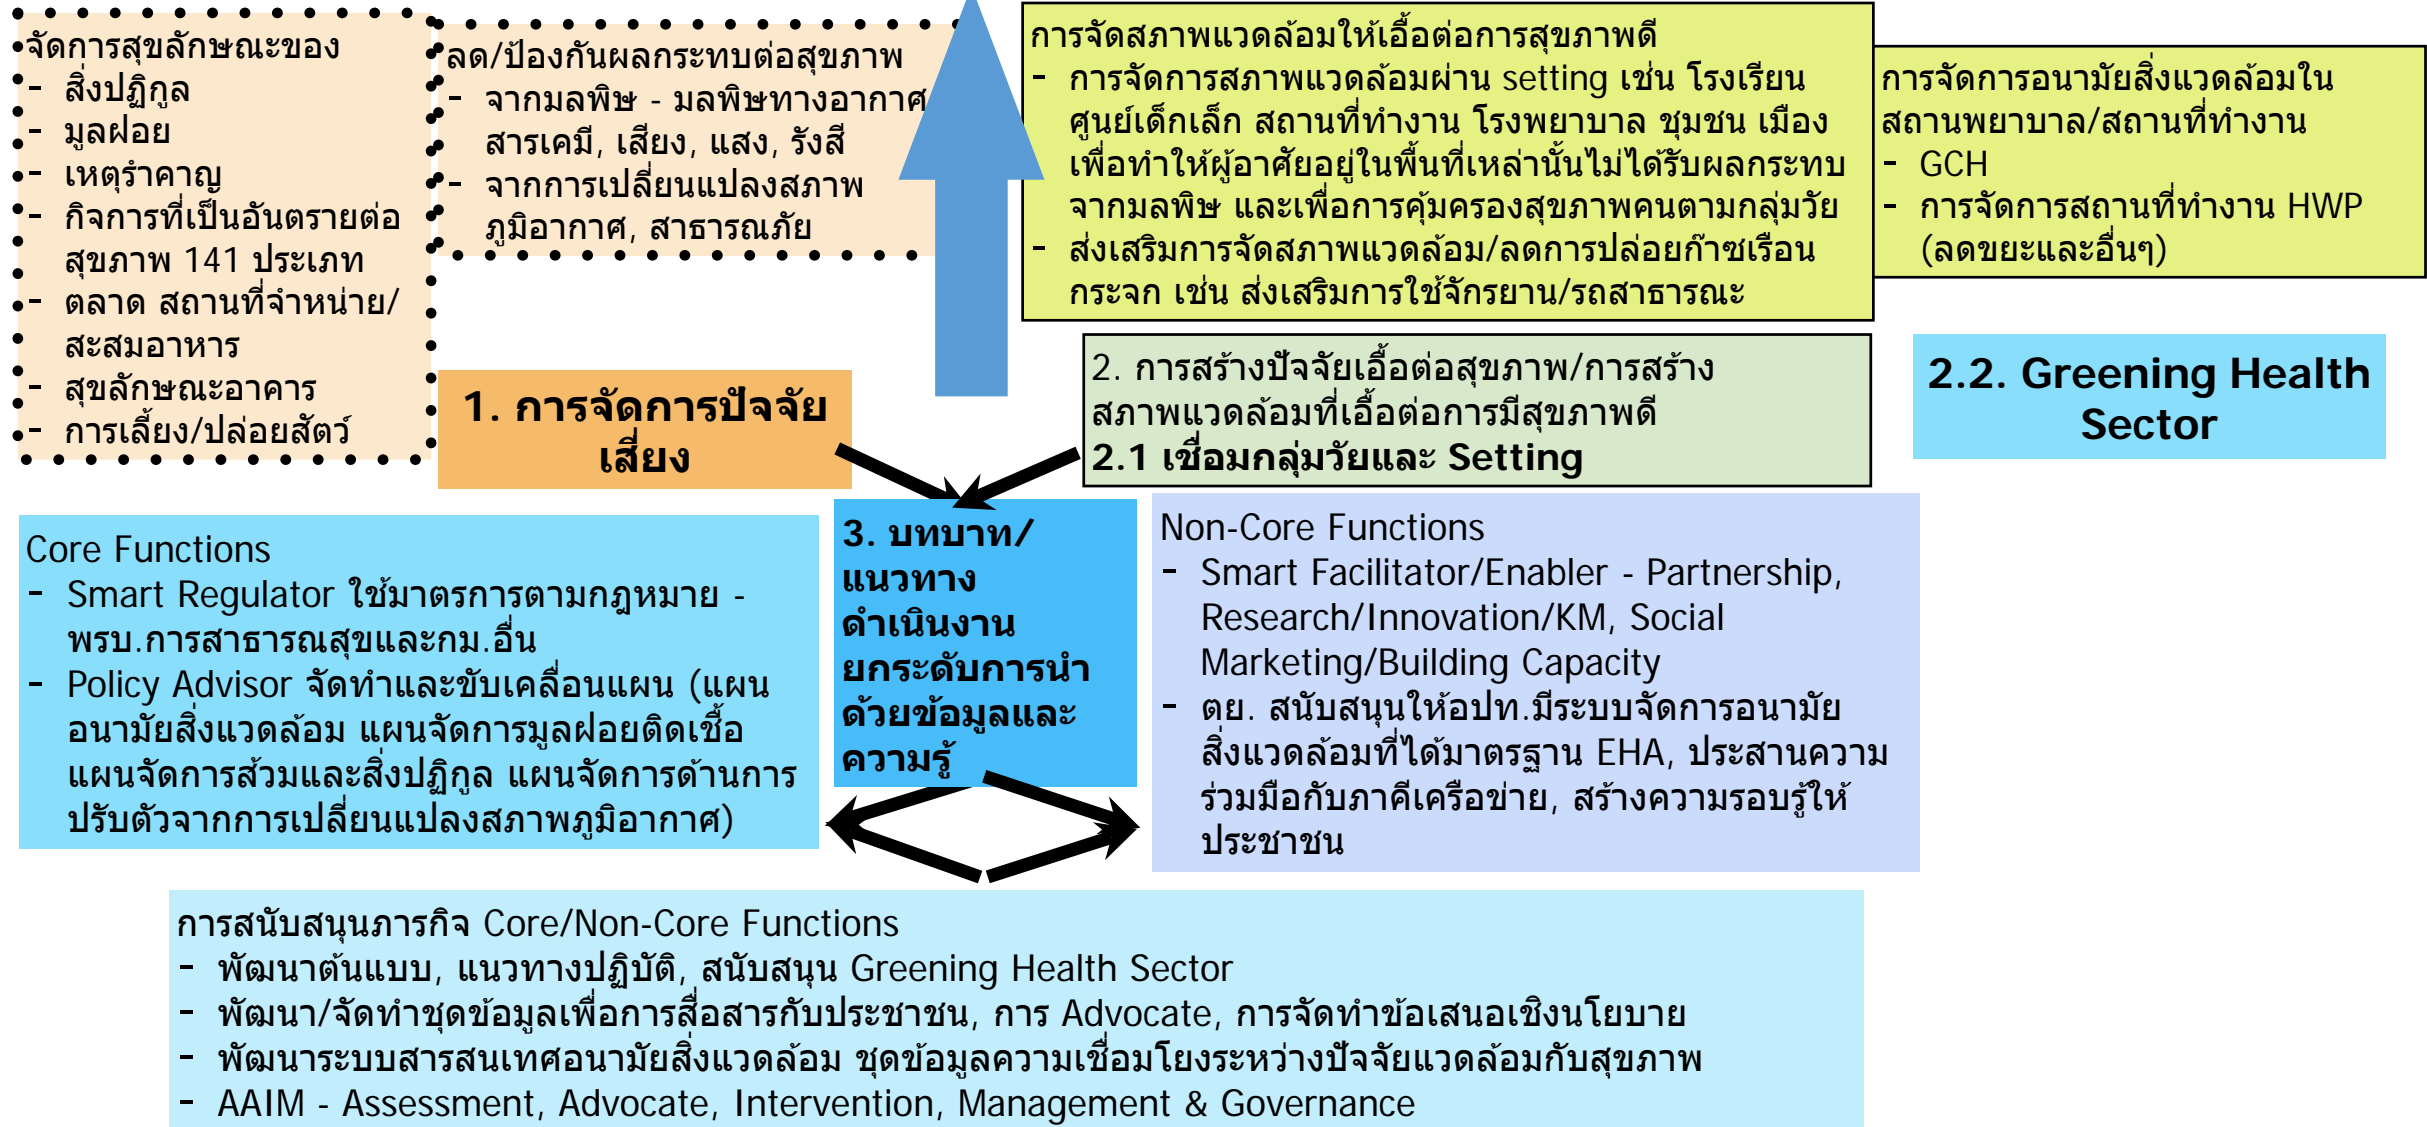 จัดการสุขลักษณะของ
- สิ่งปฏิกูล
- มูลฝอย
- เหตุรำคาญ
- กิจการที่เป็นอันตรายต่อ
สุขภาพ 141 ประเภท
- ตลาด สถานที่จำหน่าย/
สะสมอาหาร
- สุขลักษณะอาคาร
- การเลี้ยง/ปล่อยสัตว์
ลด/ป้องกันผลกระทบต่อสุขภาพ
- จากมลพิษ - มลพิษทางอากาศ
สารเคมี, เสียง, แสง, รังสี
- จากการเปลี่ยนแปลงสภาพ
ภูมิอากาศ, สาธารณภัย
การจัดสภาพแวดล้อมให้เอื้อต่อการสุขภาพดี
- การจัดการสภาพแวดล้อมผ่าน setting เช่น โรงเรียน
ศูนย์เด็กเล็ก สถานที่ทำงาน โรงพยาบาล ชุมชน เมือง
เพื่อทำให้ผู้อาศัยอยู่ในพื้นที่เหล่านั้นไม่ได้รับผลกระทบ
จากมลพิษ และเพื่อการคุ้มครองสุขภาพคนตามกลุ่มวัย
- ส่งเสริมการจัดสภาพแวดล้อม/ลดการปล่อยก๊าซเรือน
กระจก เช่น ส่งเสริมการใช้จักรยาน/รถสาธารณะ
การจัดการอนามัยสิ่งแวดล้อมใน
สถานพยาบาล/สถานที่ทำงาน
- GCH
- การจัดการสถานที่ทำงาน HWP
(ลดขยะและอื่นๆ)
1. การจัดการปัจจัย
เสี่ยง
2. การสร้างปัจจัยเอื้อต่อสุขภาพ/การสร้าง
สภาพแวดล้อมที่เอื้อต่อการมีสุขภาพดี
2.1 เชื่อมกลุ่มวัยและ Setting
2.2. Greening Health
Sector
Core Functions
- Smart Regulator ใช้มาตรการตามกฎหมาย -
พรบ.การสาธารณสุขและกม.อื่น
- Policy Advisor จัดทำและขับเคลื่อนแผน (แผน
อนามัยสิ่งแวดล้อม แผนจัดการมูลฝอยติดเชื้อ
แผนจัดการส้วมและสิ่งปฏิกูล แผนจัดการด้านการ
ปรับตัวจากการเปลี่ยนแปลงสภาพภูมิอากาศ)
3. บทบาท/
แนวทาง
ดำเนินงาน
ยกระดับการนำ
ด้วยข้อมูลและ
ความรู้
Non-Core Functions
- Smart Facilitator/Enabler - Partnership,
Research/Innovation/KM, Social
Marketing/Building Capacity
- ตย. สนับสนุนให้อปท.มีระบบจัดการอนามัย
สิ่งแวดล้อมที่ได้มาตรฐาน EHA, ประสานความ
ร่วมมือกับภาคีเครือข่าย, สร้างความรอบรู้ให้
ประชาชน
การสนับสนุนภารกิจ Core/Non-Core Functions
- พัฒนาต้นแบบ, แนวทางปฏิบัติ, สนับสนุน Greening Health Sector
- พัฒนา/จัดทำชุดข้อมูลเพื่อการสื่อสารกับประชาชน, การ Advocate, การจัดทำข้อเสนอเชิงนโยบาย
- พัฒนาระบบสารสนเทศอนามัยสิ่งแวดล้อม ชุดข้อมูลความเชื่อมโยงระหว่างปัจจัยแวดล้อมกับสุขภาพ
- AAIM - Assessment, Advocate, Intervention, Management & Governance